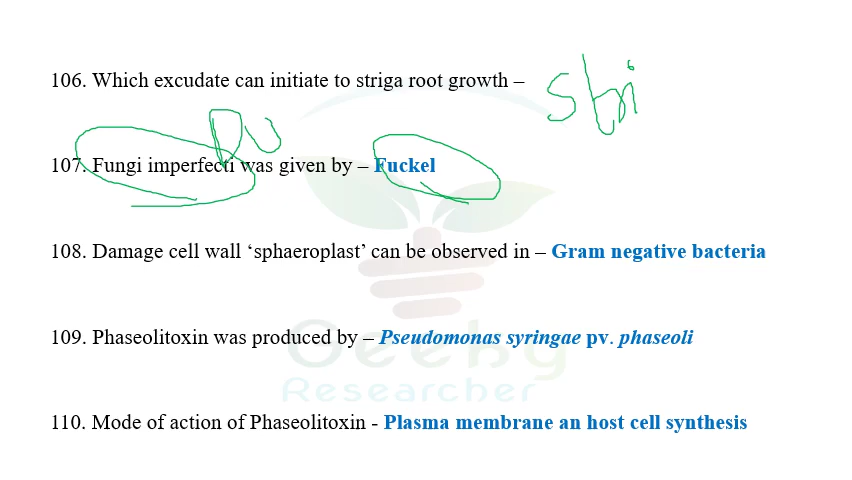 106. Which excudate can initiate to striga root growth –
107. Fungi imperfecti was given by – Fuckel
108. Damage cell wall ‘sphaeroplast’ can be observed in – Gram negative bacteria
109. Phaseolitoxin was produced by – Pseudomonas syringae pv. phaseoli
Researcher
110. Mode of action of Phaseolitoxin - Plasma membrane an host cell synthesis